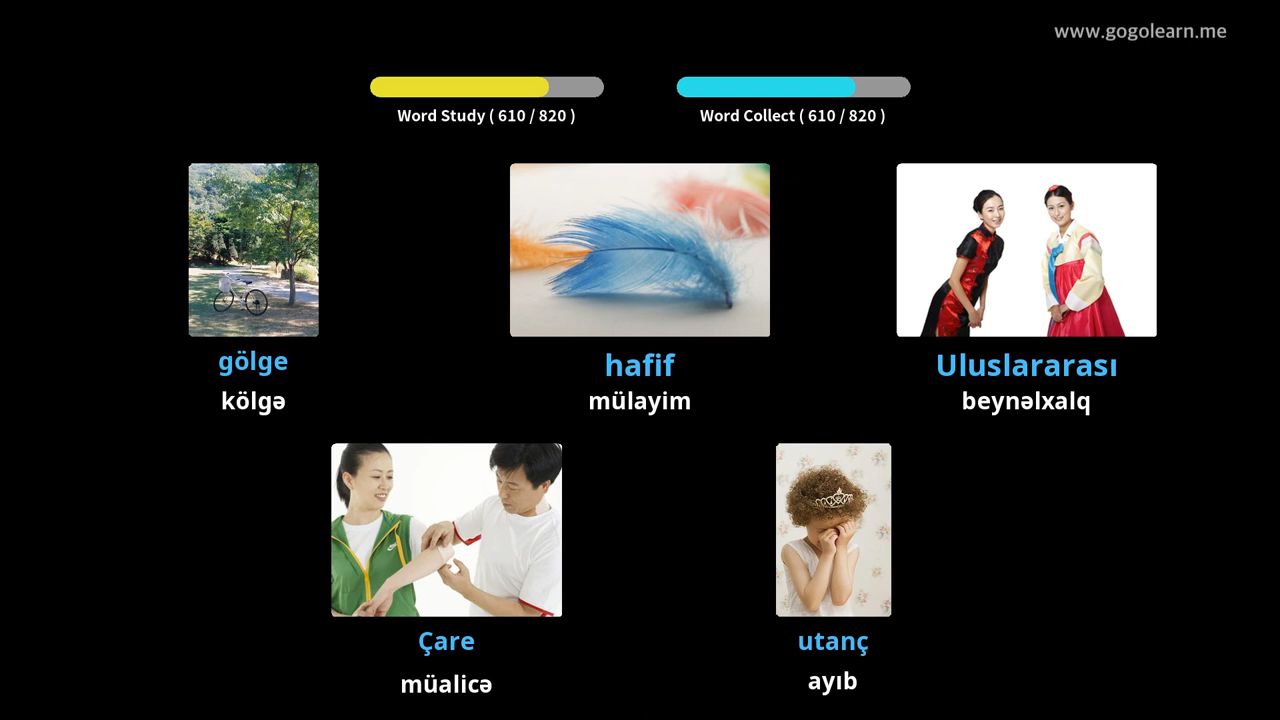 www.gogolearn.me
Word Study ( 610 / 820 )
Word Collect ( 610 / 820 )
gölge
kölgə
hafif
mülayim
Uluslararası
beynəlxalq
Çare
müalicə
utanç
ayıb